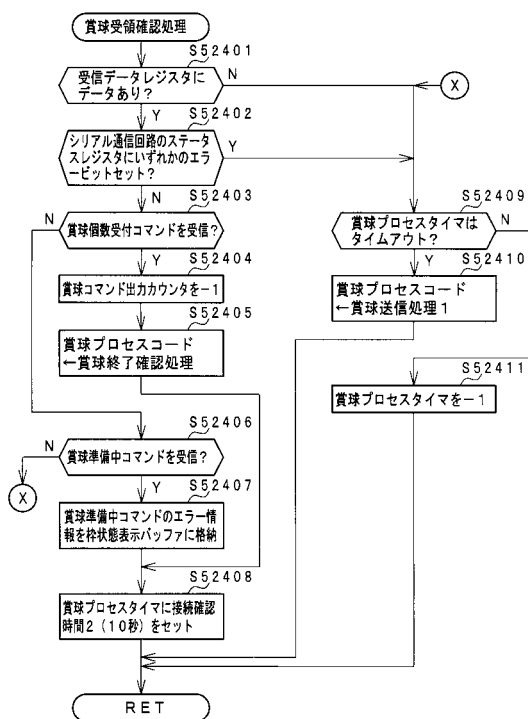 賞球受領確認処理
S52401
受信データレジスタに
データあり?
N
X
Y
S52402
シリアル通信回路のステータ
スレジスタにいずれかのエラ
ービットセット?
Y
N
S52403
賞球個数受付コマンドを受信?
N
Y
S52404
賞球コマンド出力カウンタを-1
S52405
賞球プロセスコード
←賞球終了確認処理
S52406
賞球準備中コマンドを受信?
N
X
Y
S52407
賞球準備中コマンドのエラー情
報を枠状態表示バッファに格納
S52408
賞球プロセスタイマに接続確認
時間2(10秒)をセット
S52409
賞球プロセスタイマは
タイムアウト?
N
Y
S52410
賞球プロセスコード
←賞球送信処理1
S52411
賞球プロセスタイマを-1
RET